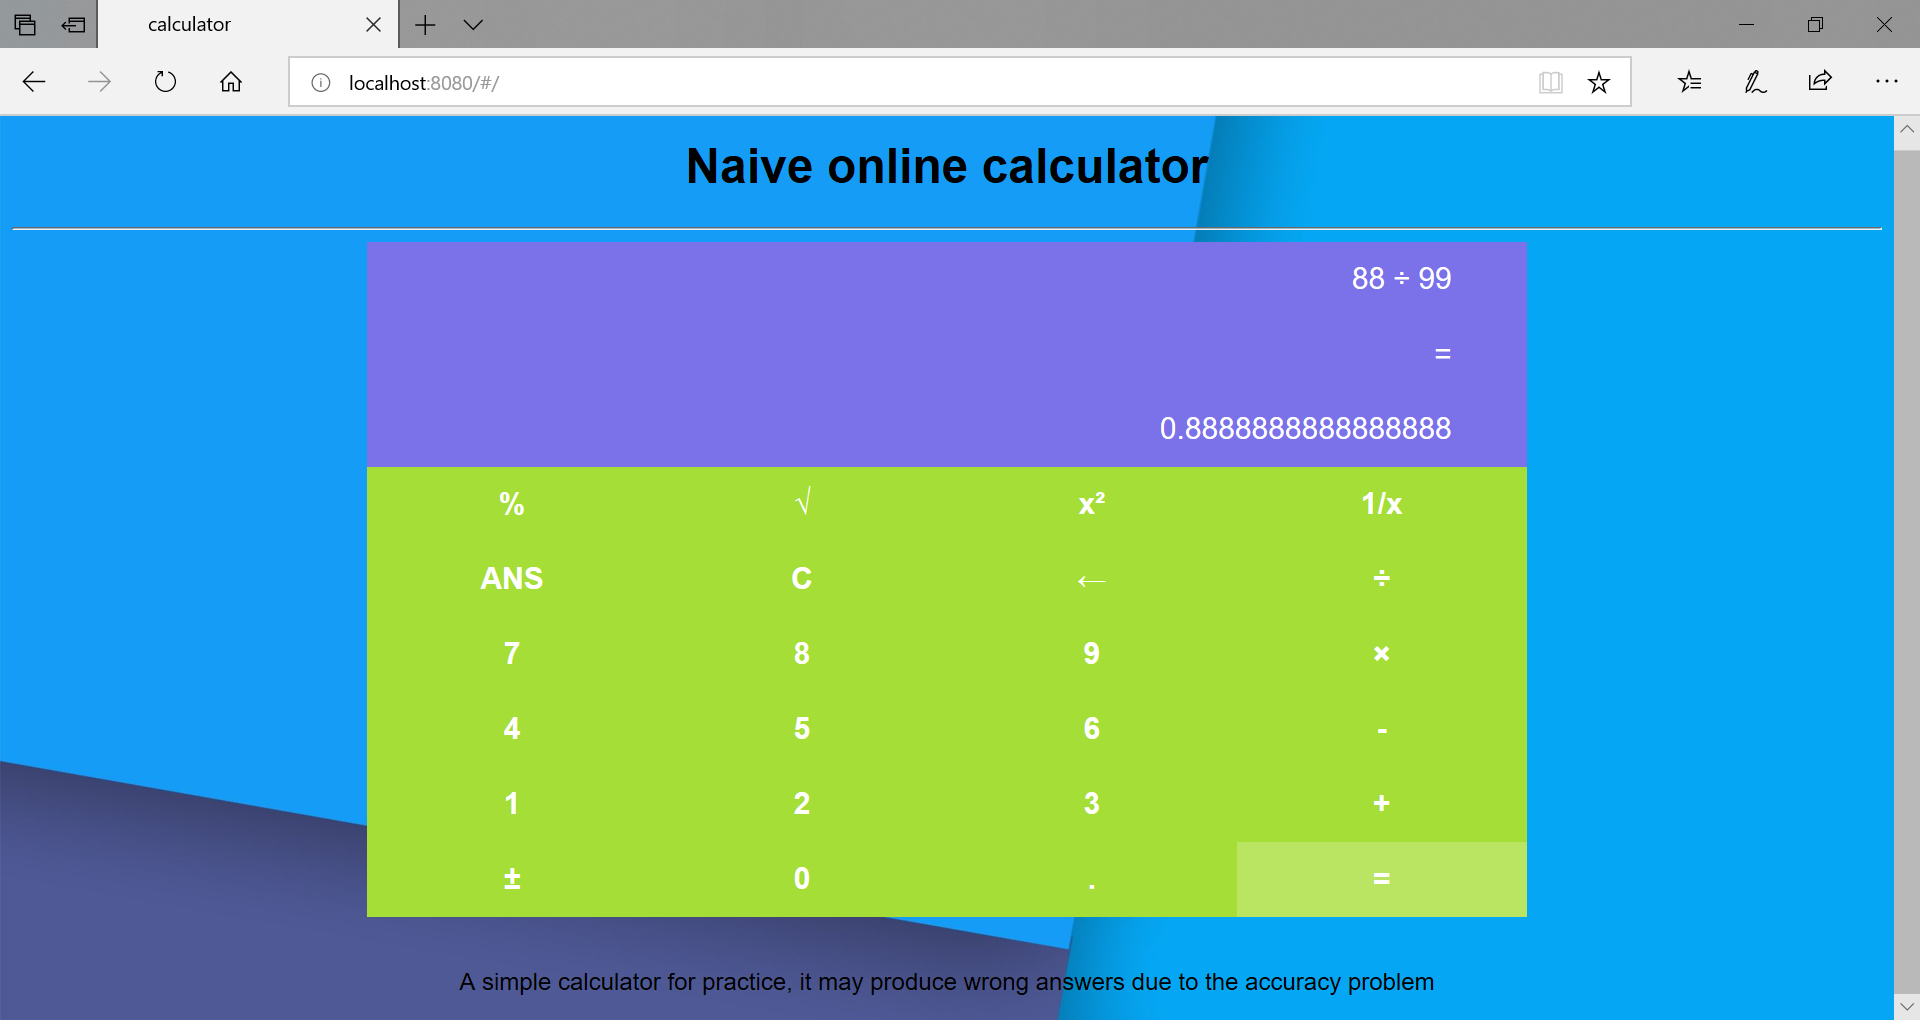 calculator
localhost:8080/#/
Naive online calculator
88 ÷ 99
=
0.8888888888888888
% √ x² 1/x
ANS C ← ÷
7 8 9 ×
4 5 6 -
1 2 3 +
± 0 . =
A simple calculator for practice, it may produce wrong answers due to the accuracy problem